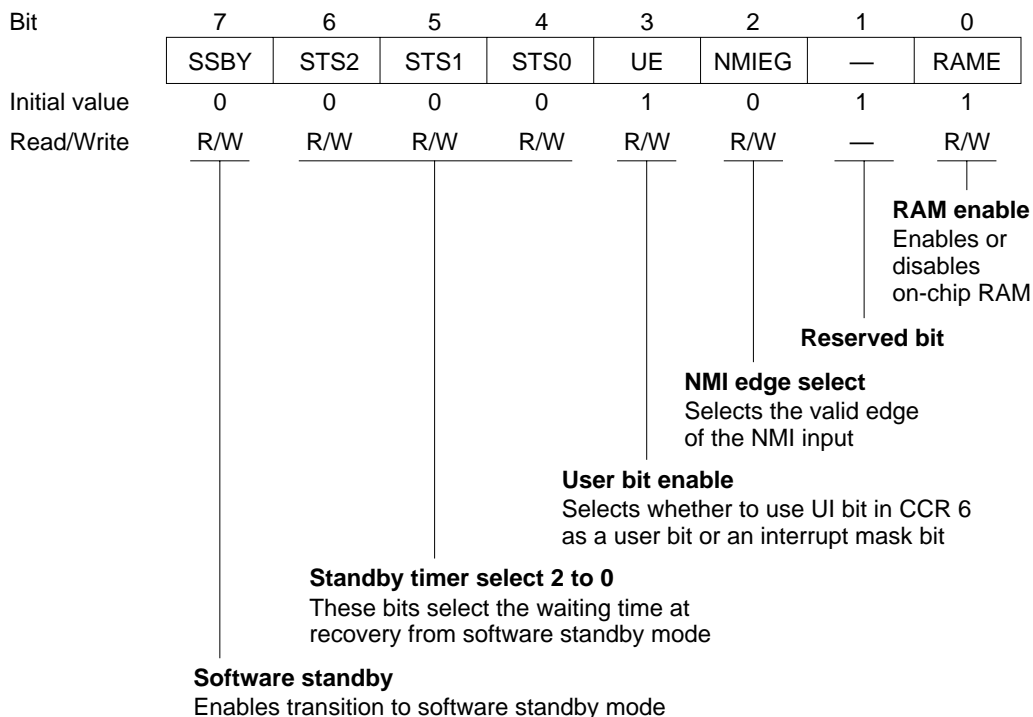 Bit 7 6 5 4 3 2 1 0
SSBY STS2 STS1 STS0 UE NMIEG — RAME
Initial value 0 0 0 0 1 0 1 1
Read/Write R/W R/W R/W R/W R/W R/W — R/W
RAM enable
Enables or
disables
on-chip RAM
Reserved bit
NMI edge select
Selects the valid edge
of the NMI input
User bit enable
Selects whether to use UI bit in CCR 6
as a user bit or an interrupt mask bit
Standby timer select 2 to 0
These bits select the waiting time at
recovery from software standby mode
Software standby
Enables transition to software standby mode